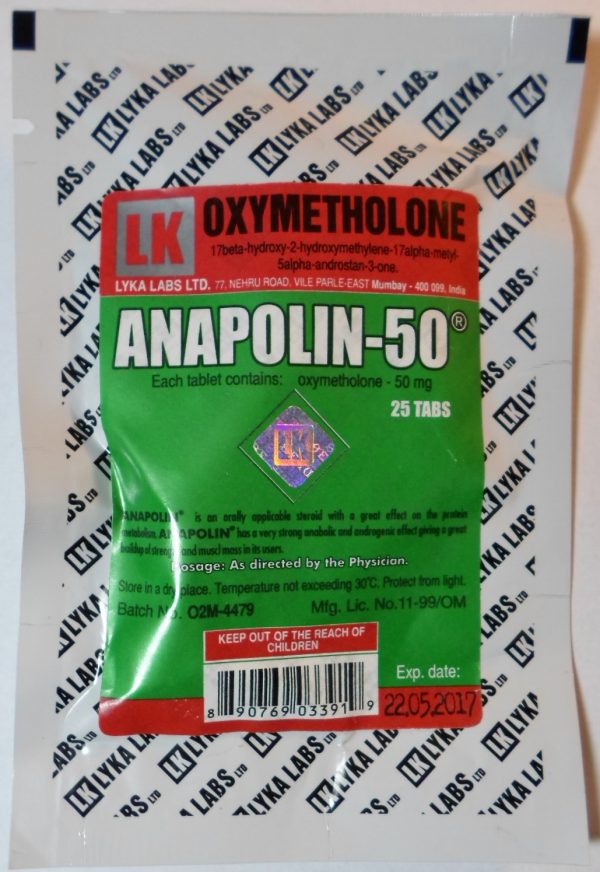 LK LYKA LABS LTD
LK
OXYMETHOLONE
17beta-hydroxy-2-hydroxymethylene-17alpha-metyl-
5alpha-androstan-3-one.
LYKA LABS LTD. 77, NEHRU ROAD, VILE PARLE-EAST Mumbay - 400 099, India
ANAPOLIN-50®
Each tablet contains: oxymetholone - 50 mg
25 TABS
LK
ANAPOLIN® is an orally applicable steroid with a great effect on the protein
metabolism. ANAPOLIN® has a very strong anabolic and androgenic effect giving a great
buildup of strength and muscl mass in its users.
Dosage: As directed by the Physician.
Store in a dry place. Temperature not exceeding 30°C. Protect from light.
Batch No. O2M-4479 Mfg. Lic. No.11-99/OM
KEEP OUT OF THE REACH OF
CHILDREN
Exp. date:
8 90769 03391 9 22.05.2017